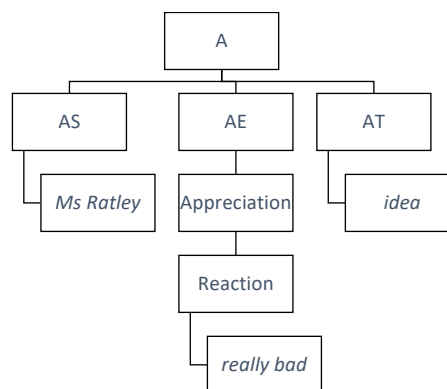 A
AS
AE
AT
Ms Ratley
Appreciation
idea
Reaction
really bad